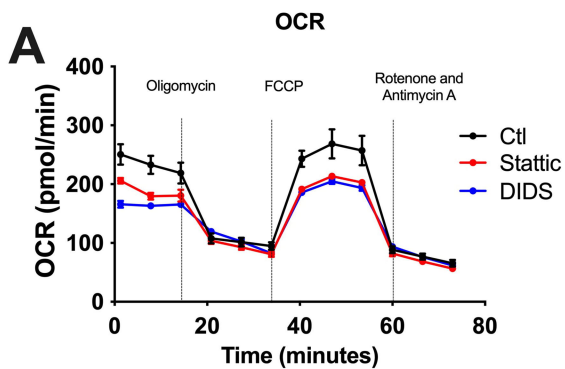 OCR
A
400
300
200
100
0
OCR (pmol/min)
Oligomycin
FCCP
Rotenone and
Antimycin A
Ctl
Stattic
DIDS
0 20 40 60 80
Time (minutes)